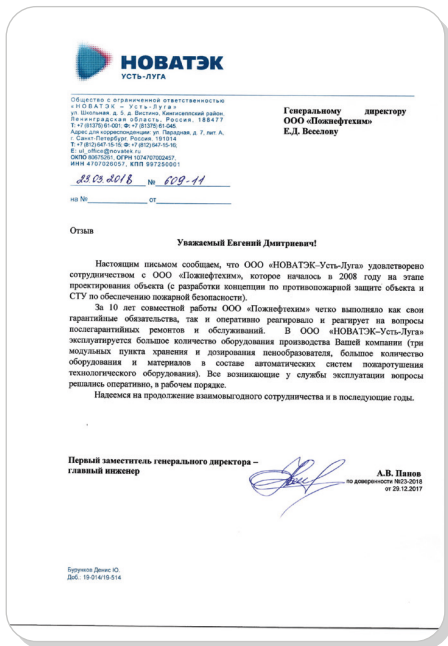 НОВАТЭК
УСТЬ-ЛУГА
Общество с ограниченной ответственностью
«НОВАТЭК – Усть-Луга»
ул. Школьная, д. 5, д. Вистино, Кингисеппский район,
Ленинградская область, Россия, 188477
Т: +7 (81375) 61-001, Ф: +7 (81375) 61-045,
Адрес для корреспонденции: ул. Парадная, д. 7, лит. А,
г. Санкт-Петербург, Россия, 191014
Т: +7 (812) 647-15-15; Ф: +7 (812) 647-15-16;
E: ul_office@novatek.ru
ОКПО 80675261, ОГРН 1074707002457,
ИНН 4707026057, КПП 997250001
23.03.2018 № 609-11
на № от
Генеральному директору
ООО «Пожнефтехим»
Е.Д. Веселову
Отзыв
Уважаемый Евгений Дмитриевич!
Настоящим письмом сообщаем, что ООО «НОВАТЭК–Усть-Луга» удовлетворено
сотрудничеством с ООО «Пожнефтехим», которое началось в 2008 году на этапе
проектирования объекта (с разработки концепции по противопожарной защите объекта и
СТУ по обеспечению пожарной безопасности).
За 10 лет совместной работы ООО «Пожнефтехим» четко выполняло как свои
гарантийные обязательства, так и оперативно реагировало и реагирует на вопросы
послегарантийных ремонтов и обслуживаний. В ООО «НОВАТЭК–Усть-Луга»
эксплуатируется большое количество оборудования производства Вашей компании (три
модульных пункта хранения и дозирования пенообразователя, большое количество
оборудования и материалов в составе автоматических систем пожаротушения
технологического оборудования). Все возникающие у службы эксплуатации вопросы
решались оперативно, в рабочем порядке.
Надеемся на продолжение взаимовыгодного сотрудничества и в последующие годы.
Первый заместитель генерального директора –
главный инженер
А.В. Панов
по доверенности №23-2018
от 29.12.2017
Бурунков Денис Ю.
Доб.: 19-014/19-514